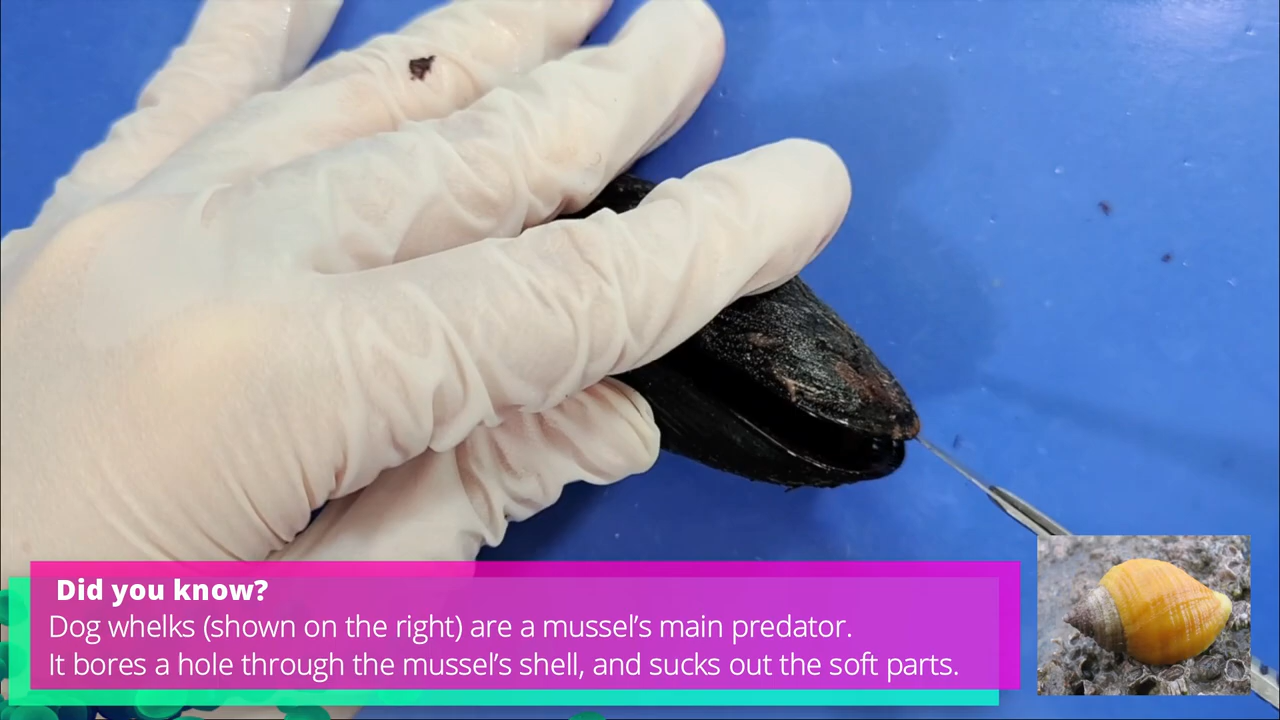 Did you know?
Dog whelks (shown on the right) are a mussel’s main predator.
It bores a hole through the mussel’s shell, and sucks out the soft parts.